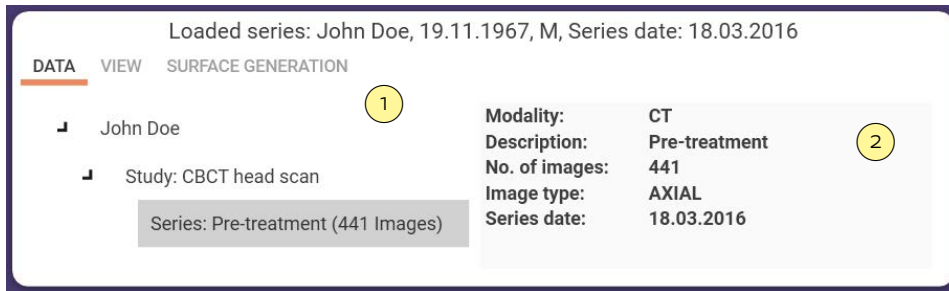 Loaded series: John Doe, 19.11.1967, M, Series date: 18.03.2016
DATA VIEW SURFACE GENERATION
1
John Doe
Study: CBCT head scan
Series: Pre-treatment (441 Images)
Modality: CT
2
Description: Pre-treatment
No. of images: 441
Image type: AXIAL
Series date: 18.03.2016